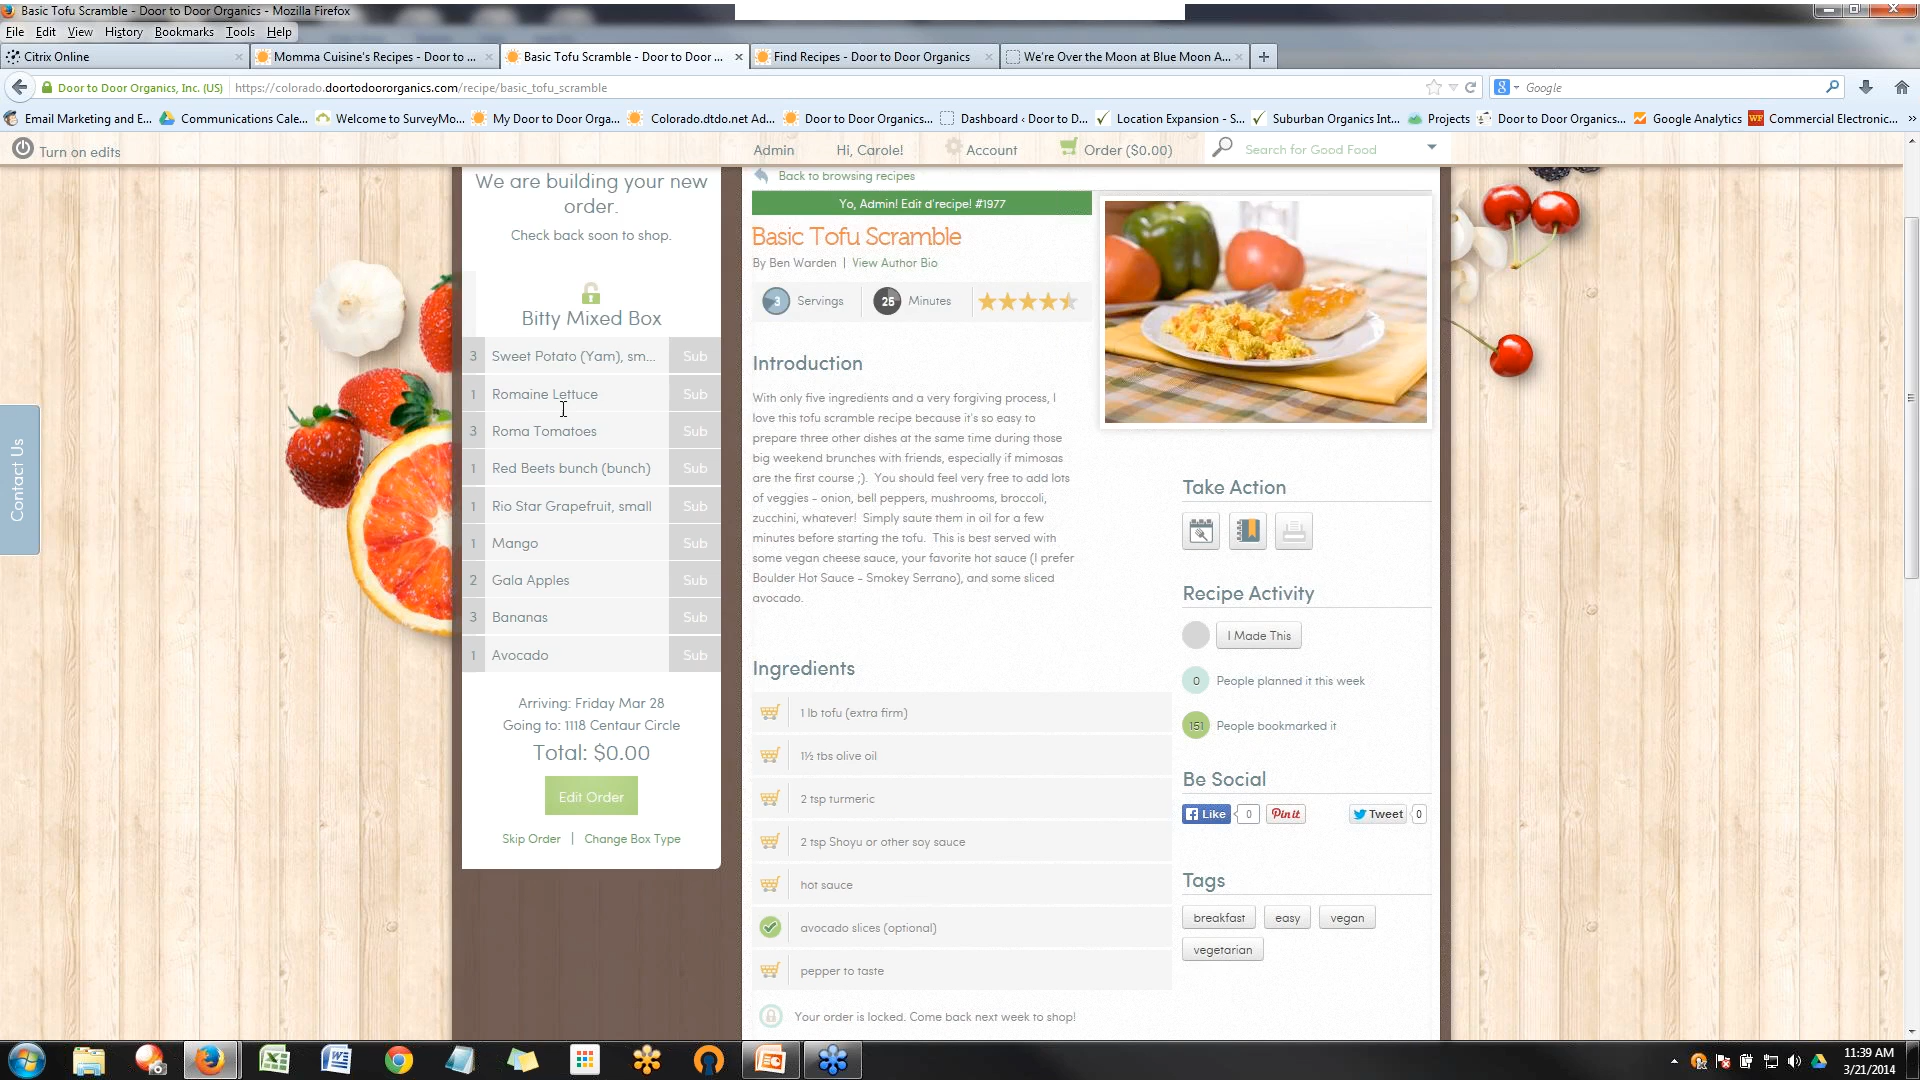 Basic Tofu Scramble - Door to Door Organics - Mozilla Firefox
File Edit View History Bookmarks Tools Help
Citrix Online
Momma Cuisine's Recipes - Door to ...
Basic Tofu Scramble - Door to Door ...
Find Recipes - Door to Door Organics
We're Over the Moon at Blue Moon A...
Door to Door Organics, Inc. (US)
https://colorado.doortodoororganics.com/recipe/basic_tofu_scramble
Google
Email Marketing and E...
Communications Cale...
Welcome to SurveyMo...
My Door to Door Orga...
Colorado.dtdo.net Ad...
Door to Door Organics...
Dashboard ‹ Door to D...
Location Expansion - S...
Suburban Organics Int...
Projects
Door to Door Organics...
Google Analytics
WF Commercial Electronic...
Turn on edits
Admin
Hi, Carole!
Account
Order ($0.00)
Search for Good Food
Contact Us
We are building your new
order.
Check back soon to shop.
Bitty Mixed Box
3 Sweet Potato (Yam), sm... Sub
1 Romaine Lettuce Sub
3 Roma Tomatoes Sub
1 Red Beets bunch (bunch) Sub
1 Rio Star Grapefruit, small Sub
1 Mango Sub
2 Gala Apples Sub
3 Bananas Sub
1 Avocado Sub
Arriving: Friday Mar 28
Going to: 1118 Centaur Circle
Total: $0.00
Edit Order
Skip Order | Change Box Type
Back to browsing recipes
Yo, Admin! Edit d'recipe! #1977
Basic Tofu Scramble
By Ben Warden | View Author Bio
3 Servings
25 Minutes
Introduction
With only five ingredients and a very forgiving process, I
love this tofu scramble recipe because it's so easy to
prepare three other dishes at the same time during those
big weekend brunches with friends, especially if mimosas
are the first course ;). You should feel very free to add lots
of veggies - onion, bell peppers, mushrooms, broccoli,
zucchini, whatever! Simply saute them in oil for a few
minutes before starting the tofu. This is best served with
some vegan cheese sauce, your favorite hot sauce (I prefer
Boulder Hot Sauce - Smokey Serrano), and some sliced
avocado.
Ingredients
1 lb tofu (extra firm)
1½ tbs olive oil
2 tsp turmeric
2 tsp Shoyu or other soy sauce
hot sauce
avocado slices (optional)
pepper to taste
Your order is locked. Come back next week to shop!
Take Action
Recipe Activity
I Made This
0 People planned it this week
151 People bookmarked it
Be Social
Like 0
Pin it
Tweet 0
Tags
breakfast
easy
vegan
vegetarian
11:39 AM
3/21/2014